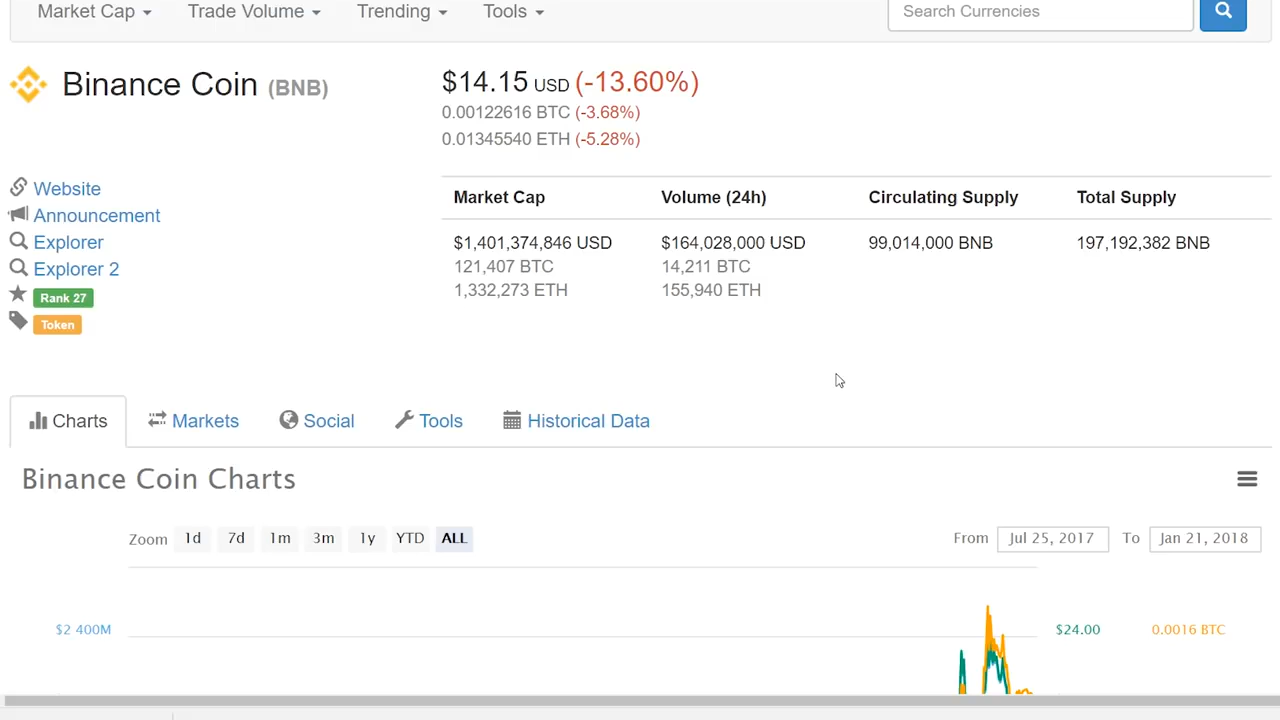 Market Cap Trade Volume Trending Tools Search Currencies
Binance Coin (BNB)
$14.15 USD (-13.60%)
0.00122616 BTC (-3.68%)
0.01345540 ETH (-5.28%)
Website
Announcement
Explorer
Explorer 2
Rank 27
Token
Market Cap Volume (24h) Circulating Supply Total Supply
$1,401,374,846 USD $164,028,000 USD 99,014,000 BNB 197,192,382 BNB
121,407 BTC 14,211 BTC
1,332,273 ETH 155,940 ETH
Charts Markets Social Tools Historical Data
Binance Coin Charts
Zoom 1d 7d 1m 3m 1y YTD ALL From Jul 25, 2017 To Jan 21, 2018
$2 400M $24.00 0.0016 BTC